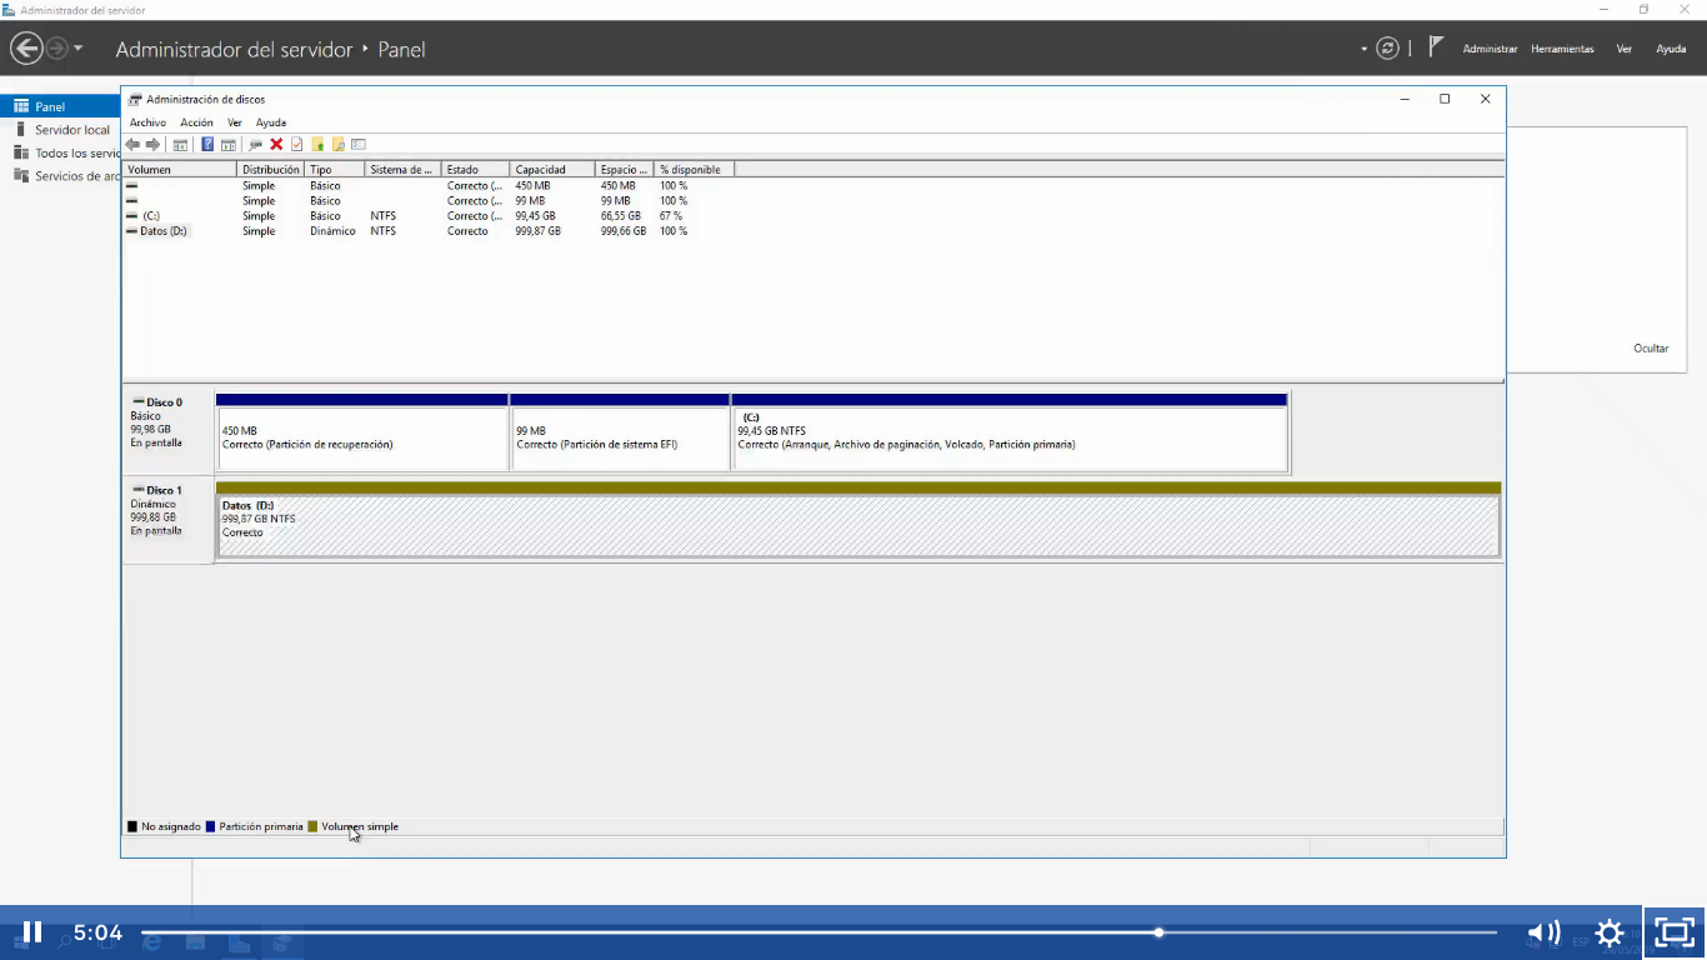 Administrador del servidor
Administrador del servidor ‣ Panel
Administrar Herramientas Ver Ayuda
Panel
Servidor local
Todos los servic
Servicios de arc
Ocultar
Administración de discos
Archivo Acción Ver Ayuda
Volumen Distribución Tipo Sistema de ... Estado Capacidad Espacio ... % disponible
Simple Básico Correcto (... 450 MB 450 MB 100 %
Simple Básico Correcto (... 99 MB 99 MB 100 %
(C:) Simple Básico NTFS Correcto (... 99,45 GB 66,55 GB 67 %
Datos (D:) Simple Dinámico NTFS Correcto 999,87 GB 999,66 GB 100 %
Disco 0
Básico
99,98 GB
En pantalla
450 MB
Correcto (Partición de recuperación)
99 MB
Correcto (Partición de sistema EFI)
(C:)
99,45 GB NTFS
Correcto (Arranque, Archivo de paginación, Volcado, Partición primaria)
Disco 1
Dinámico
999,88 GB
En pantalla
Datos (D:)
999,87 GB NTFS
Correcto
No asignado Partición primaria Volumen simple
5:04
ESP